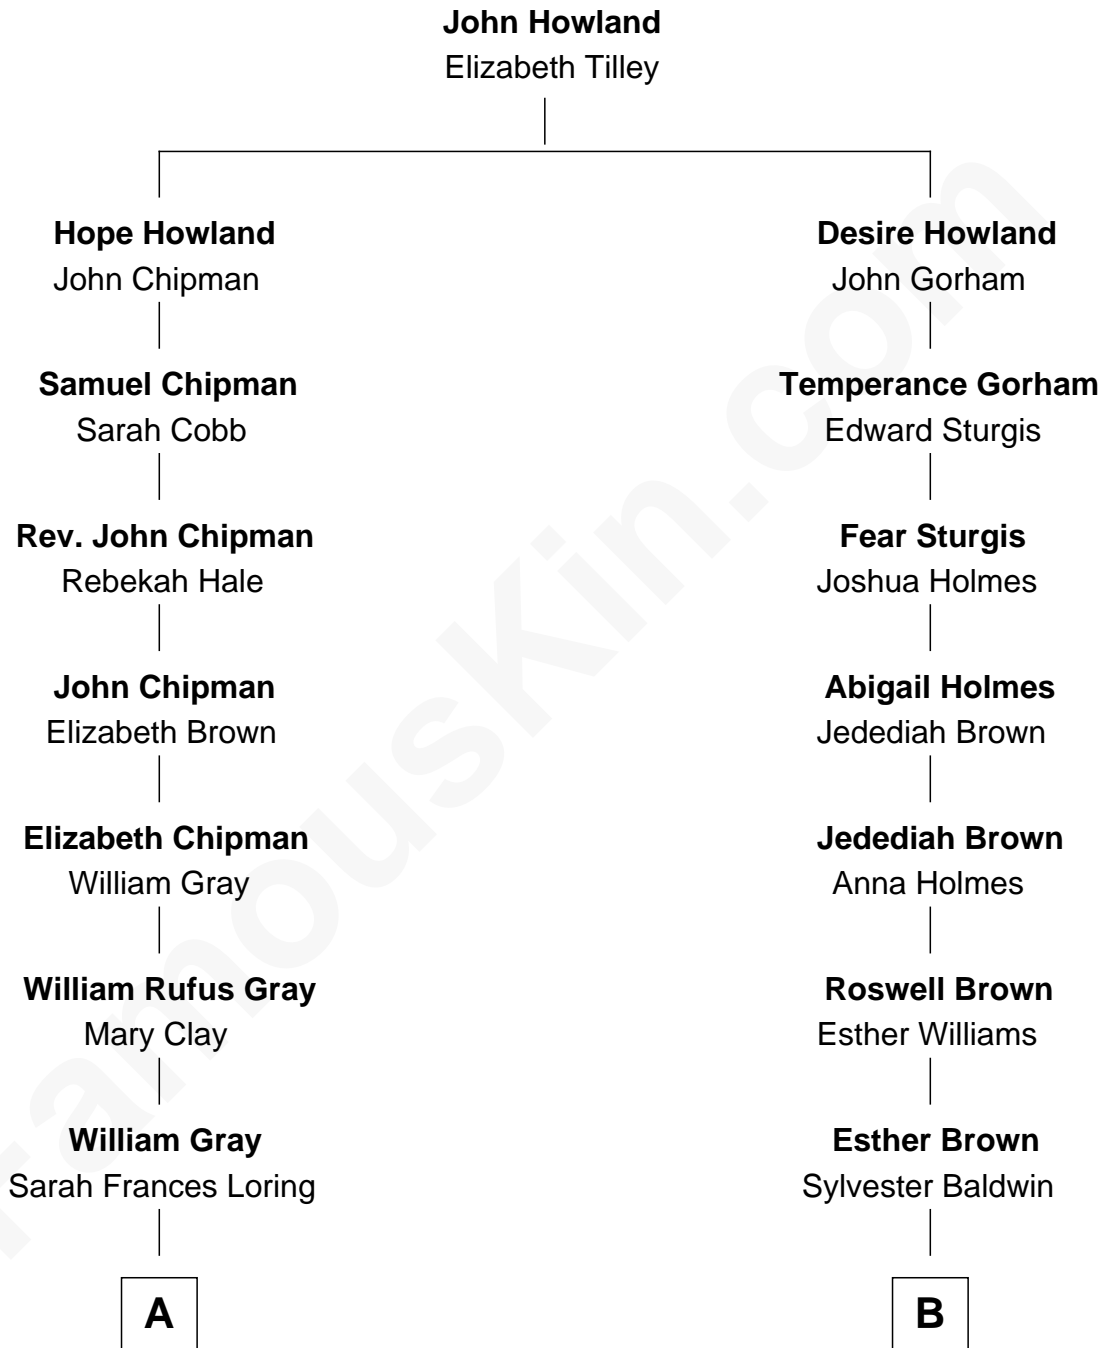 John Howland
Elizabeth Tilley
Hope Howland
John Chipman
Desire Howland
John Gorham
Samuel Chipman
Sarah Cobb
Temperance Gorham
Edward Sturgis
Rev. John Chipman
Rebekah Hale
Fear Sturgis
Joshua Holmes
John Chipman
Elizabeth Brown
Abigail Holmes
Jedediah Brown
Elizabeth Chipman
William Gray
Jedediah Brown
Anna Holmes
William Rufus Gray
Mary Clay
Roswell Brown
Esther Williams
William Gray
Sarah Frances Loring
Esther Brown
Sylvester Baldwin
A
B
famouskin.com